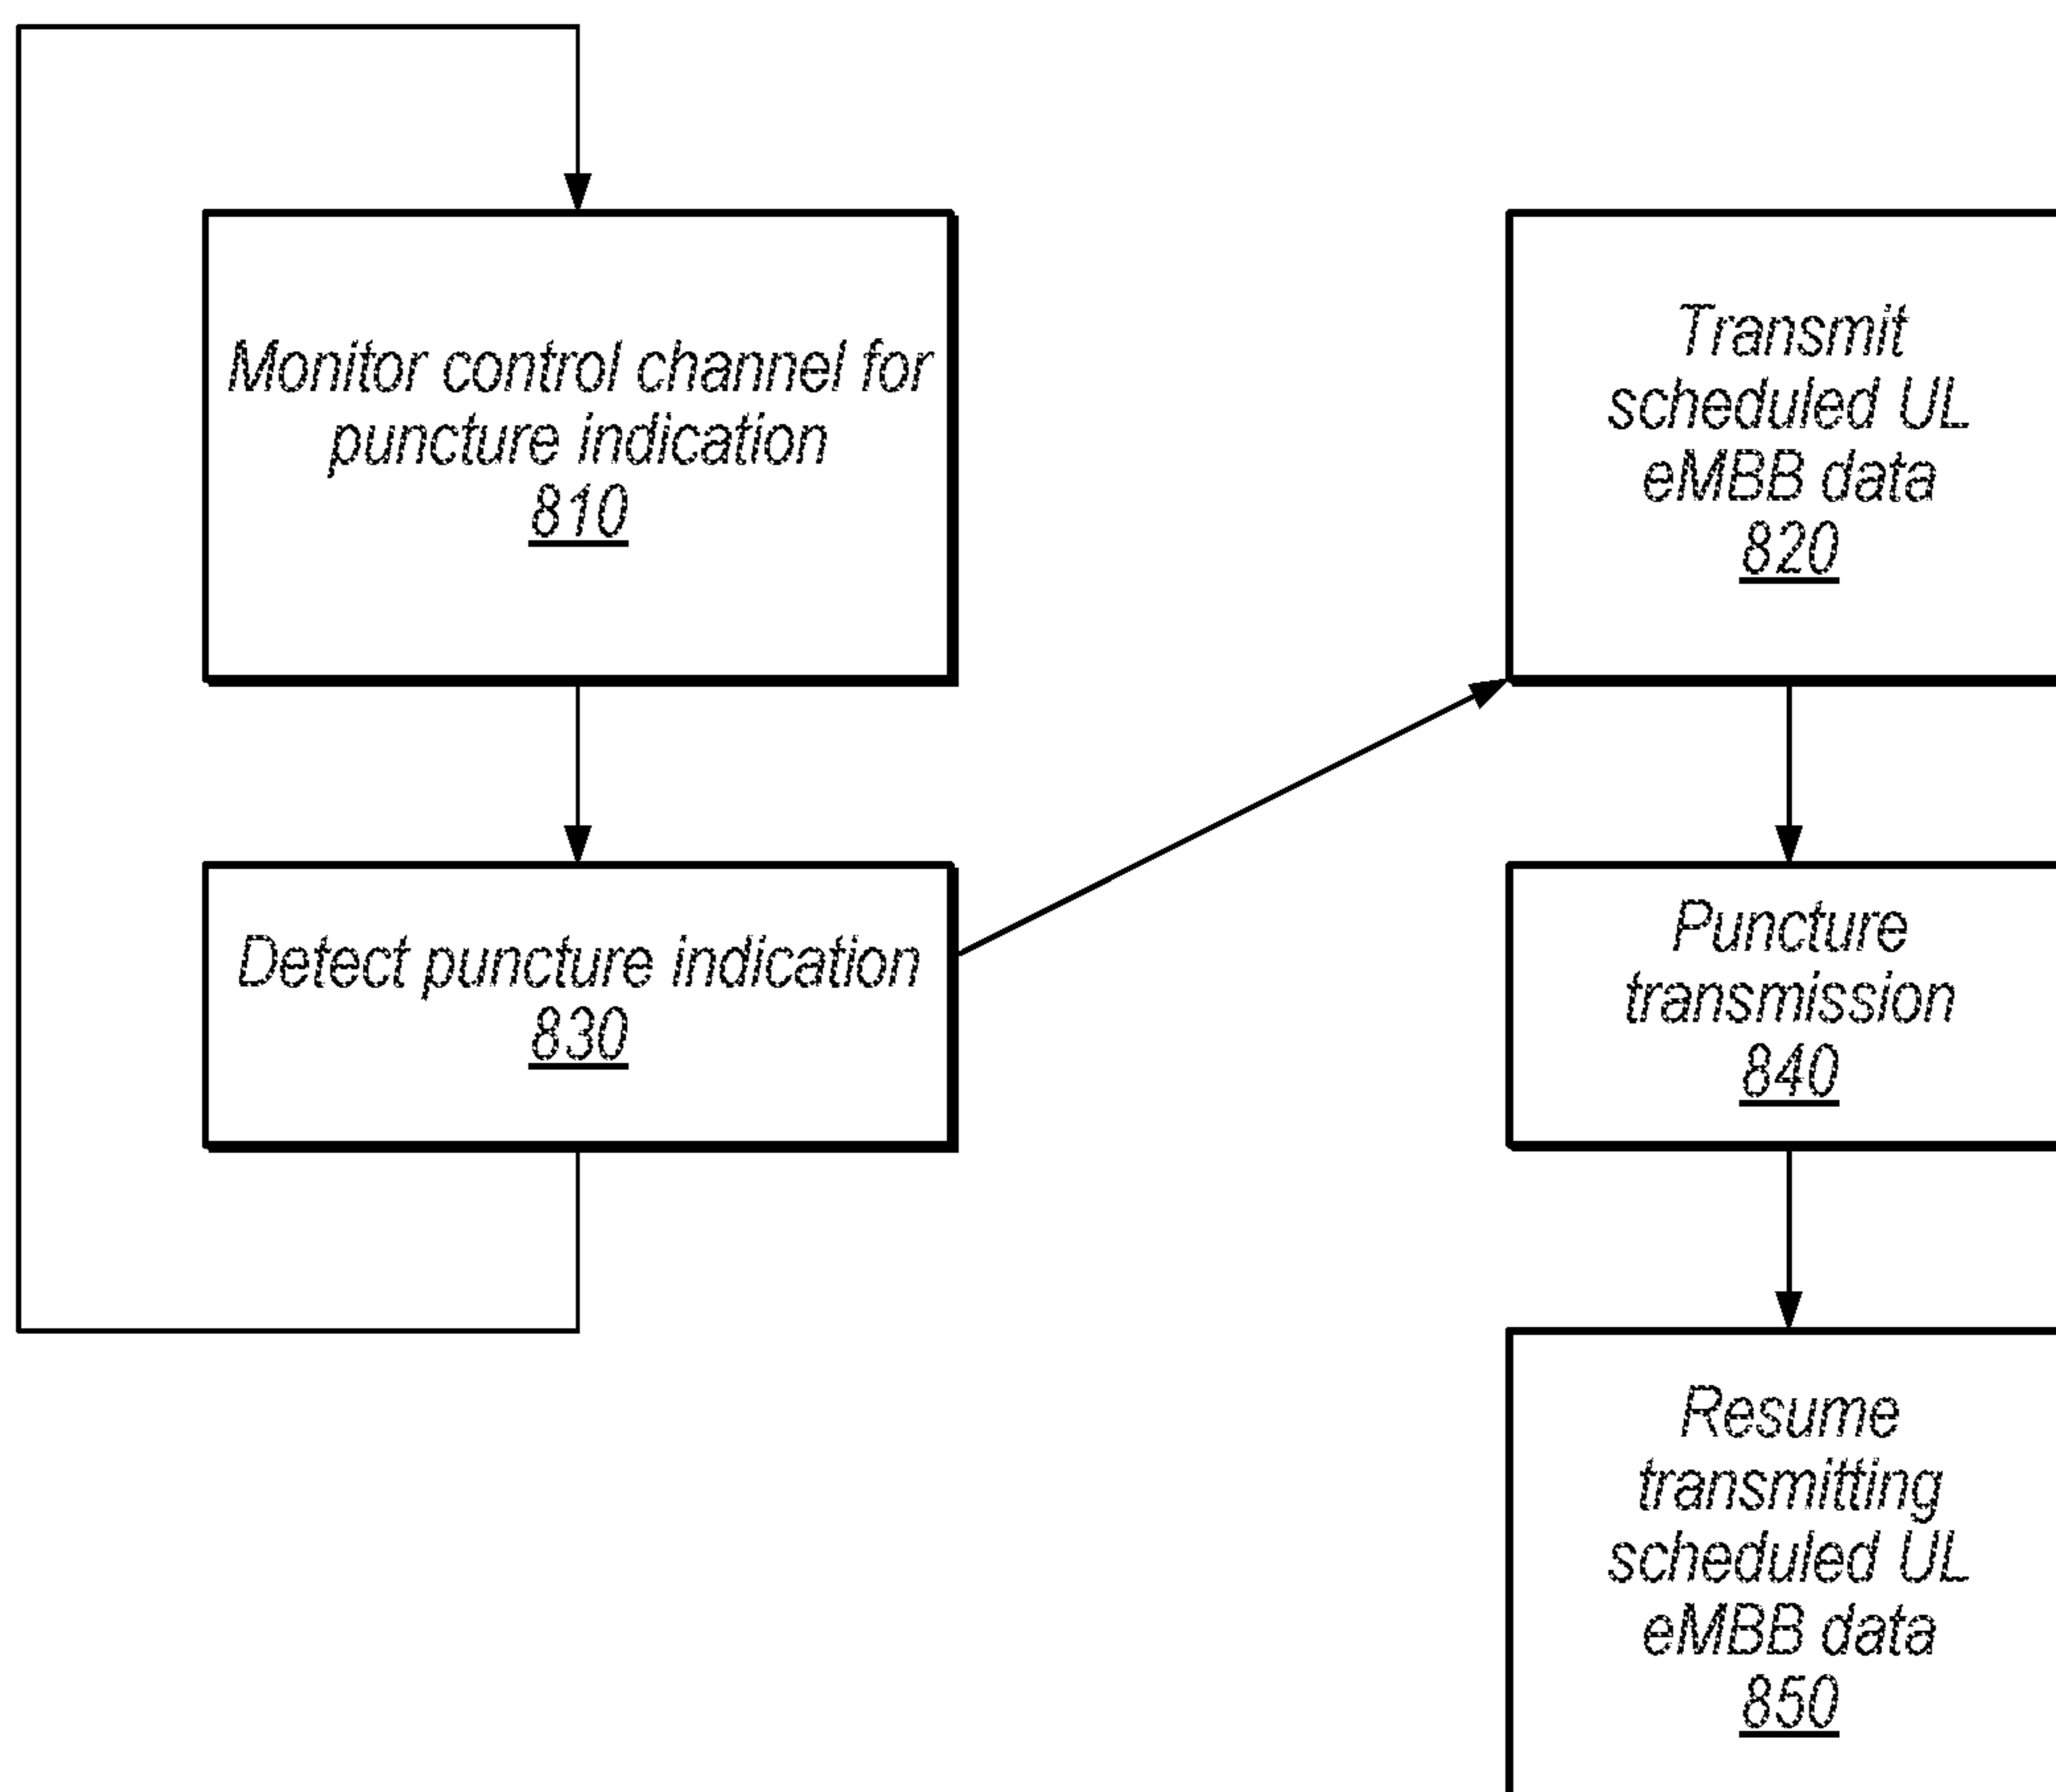 Monitor control channel for
puncture indication
810
Detect puncture indication
830
Transmit
scheduled UL
eMBB data
820
Puncture
transmission
840
Resume
transmitting
scheduled UL
eMBB data
850